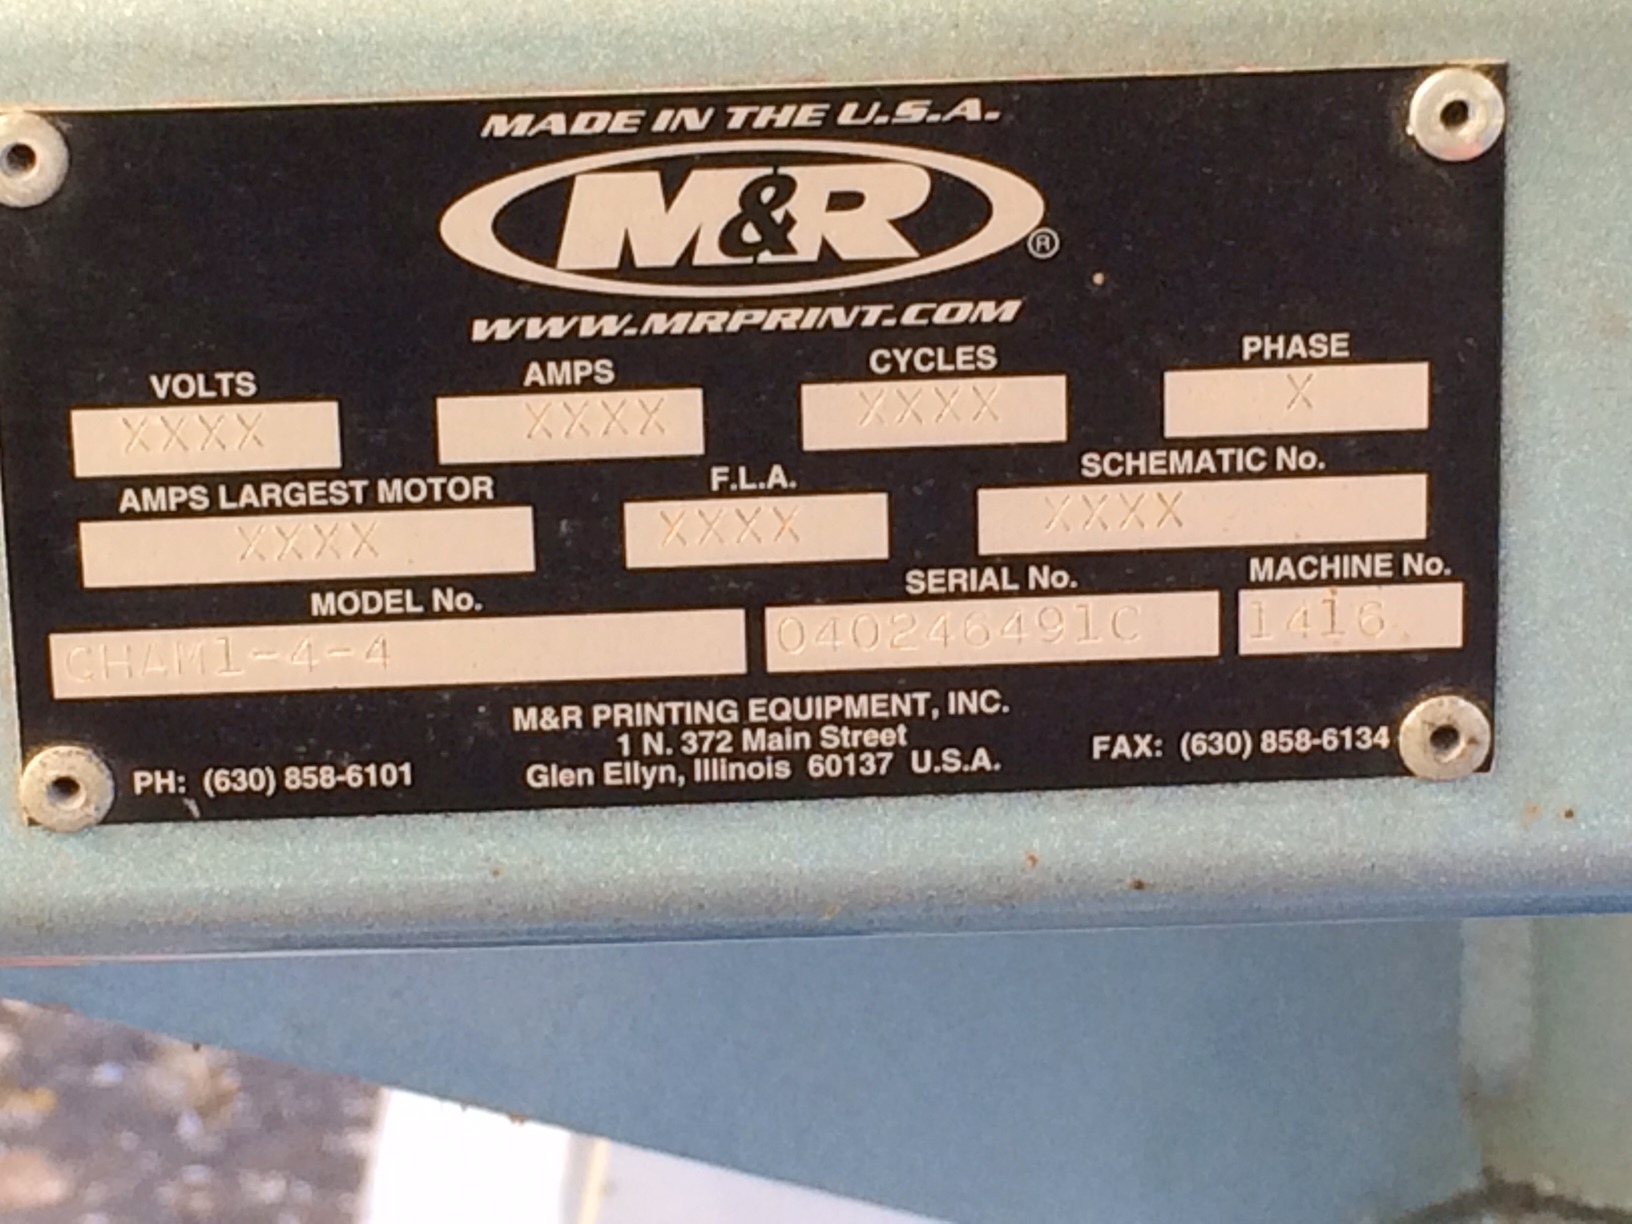 MADE IN THE U.S.A.
M&R ®
WWW.MRPRINT.COM
VOLTS AMPS CYCLES PHASE
XXXX XXXX XXXX X
AMPS LARGEST MOTOR F.L.A. SCHEMATIC No.
XXXX XXXX XXXX
MODEL No. SERIAL No. MACHINE No.
CHAM1-4-4 040246491C 1416
M&R PRINTING EQUIPMENT, INC.
1 N. 372 Main Street
PH: (630) 858-6101 Glen Ellyn, Illinois 60137 U.S.A. FAX: (630) 858-6134